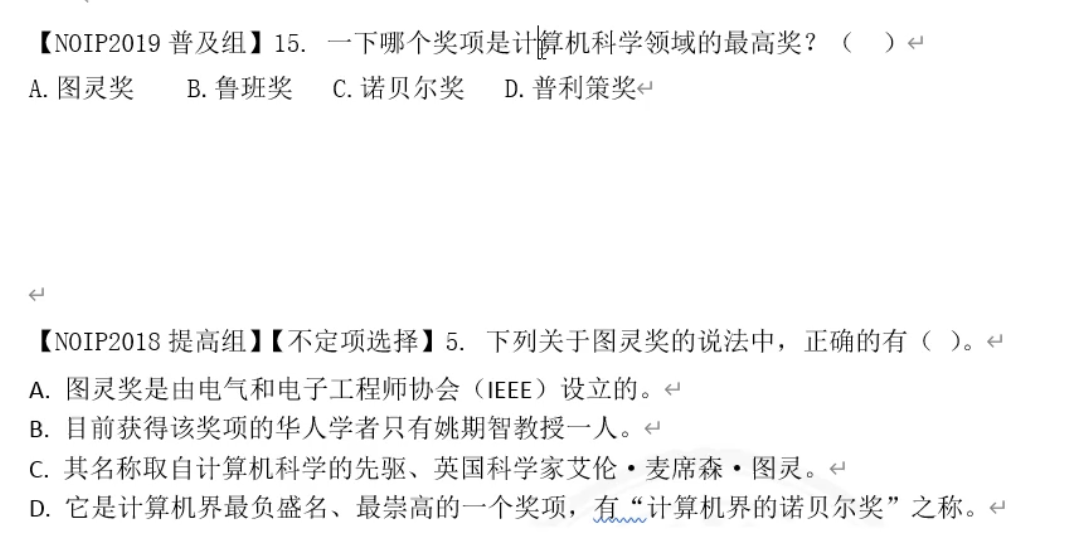 【NOIP2019 普及组】15. 一下哪个奖项是计算机科学领域的最高奖？（ ）↵
A. 图灵奖 B. 鲁班奖 C. 诺贝尔奖 D. 普利策奖↵
↵
【NOIP2018 提高组】【不定项选择】5. 下列关于图灵奖的说法中，正确的有（ ）。↵
A. 图灵奖是由电气和电子工程师协会（IEEE）设立的。↵
B. 目前获得该奖项的华人学者只有姚期智教授一人。↵
C. 其名称取自计算机科学的先驱、英国科学家艾伦·麦席森·图灵。↵
D. 它是计算机界最负盛名、最崇高的一个奖项，有“计算机界的诺贝尔奖”之称。↵